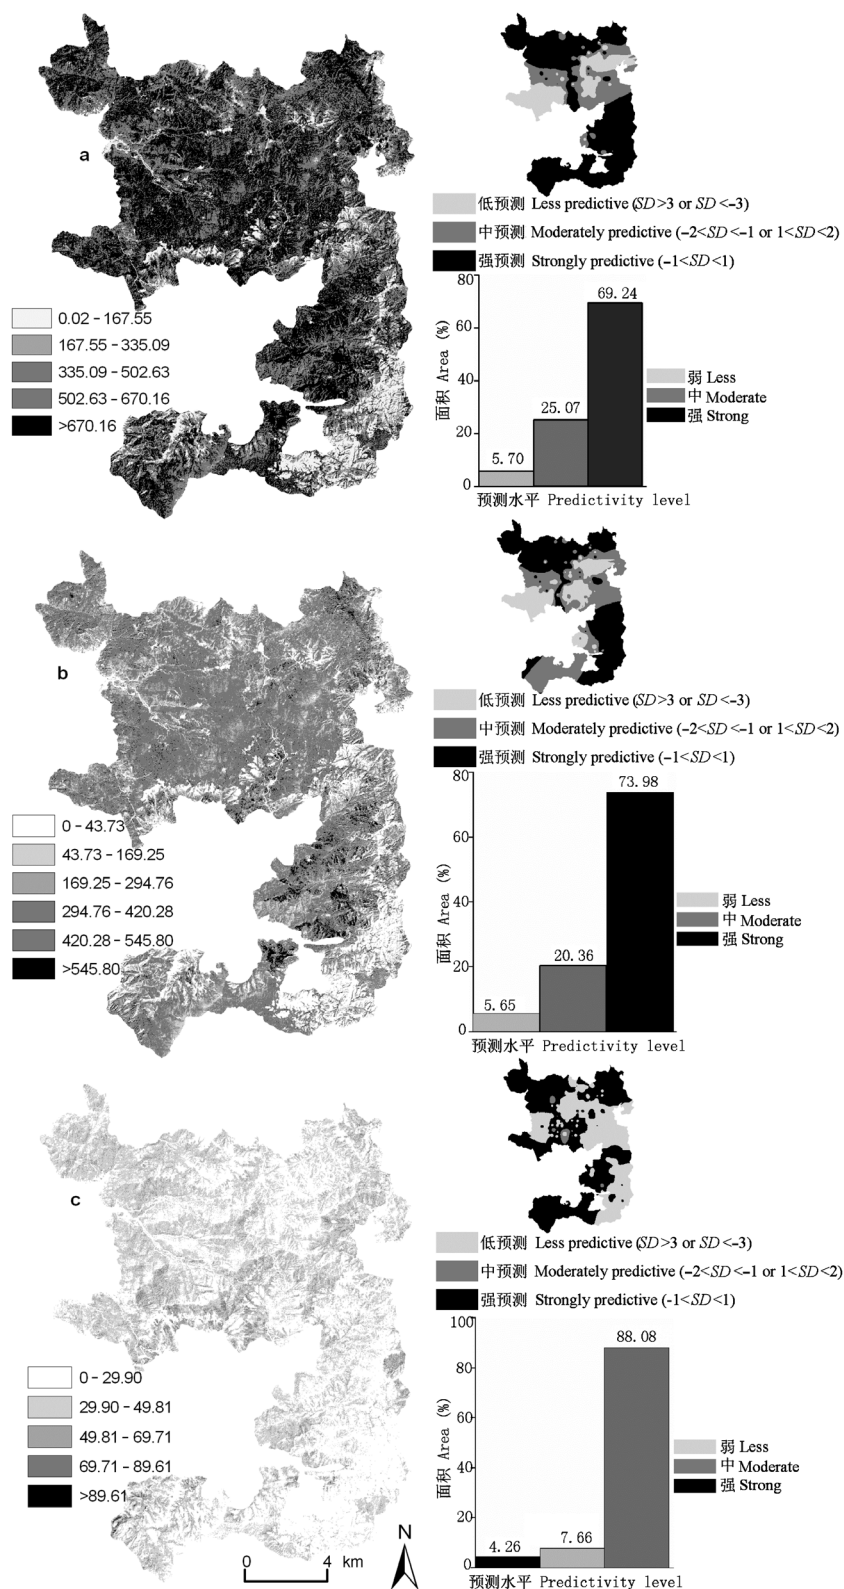 a
0.02－167.55
167.55－335.09
335.09－502.63
502.63－670.16
>670.16
低预测 Less predictive (SD>3 or SD<-3)
中预测 Moderately predictive (-2<SD<-1 or 1<SD<2)
强预测 Strongly predictive (-1<SD<1)
面积 Area (%)
80
60
40
20
0
5.70
25.07
69.24
弱 Less
中 Moderate
强 Strong
预测水平 Predictivity level
b
0－43.73
43.73－169.25
169.25－294.76
294.76－420.28
420.28－545.80
>545.80
低预测 Less predictive (SD>3 or SD<-3)
中预测 Moderately predictive (-2<SD<-1 or 1<SD<2)
强预测 Strongly predictive (-1<SD<1)
面积 Area (%)
80
60
40
20
0
5.65
20.36
73.98
弱 Less
中 Moderate
强 Strong
预测水平 Predictivity level
c
0－29.90
29.90－49.81
49.81－69.71
69.71－89.61
>89.61
N
0 4 km
低预测 Less predictive (SD>3 or SD<-3)
中预测 Moderately predictive (-2<SD<-1 or 1<SD<2)
强预测 Strongly predictive (-1<SD<1)
面积 Area (%)
100
80
60
40
20
0
4.26
7.66
88.08
弱 Less
中 Moderate
强 Strong
预测水平 Predictivity level